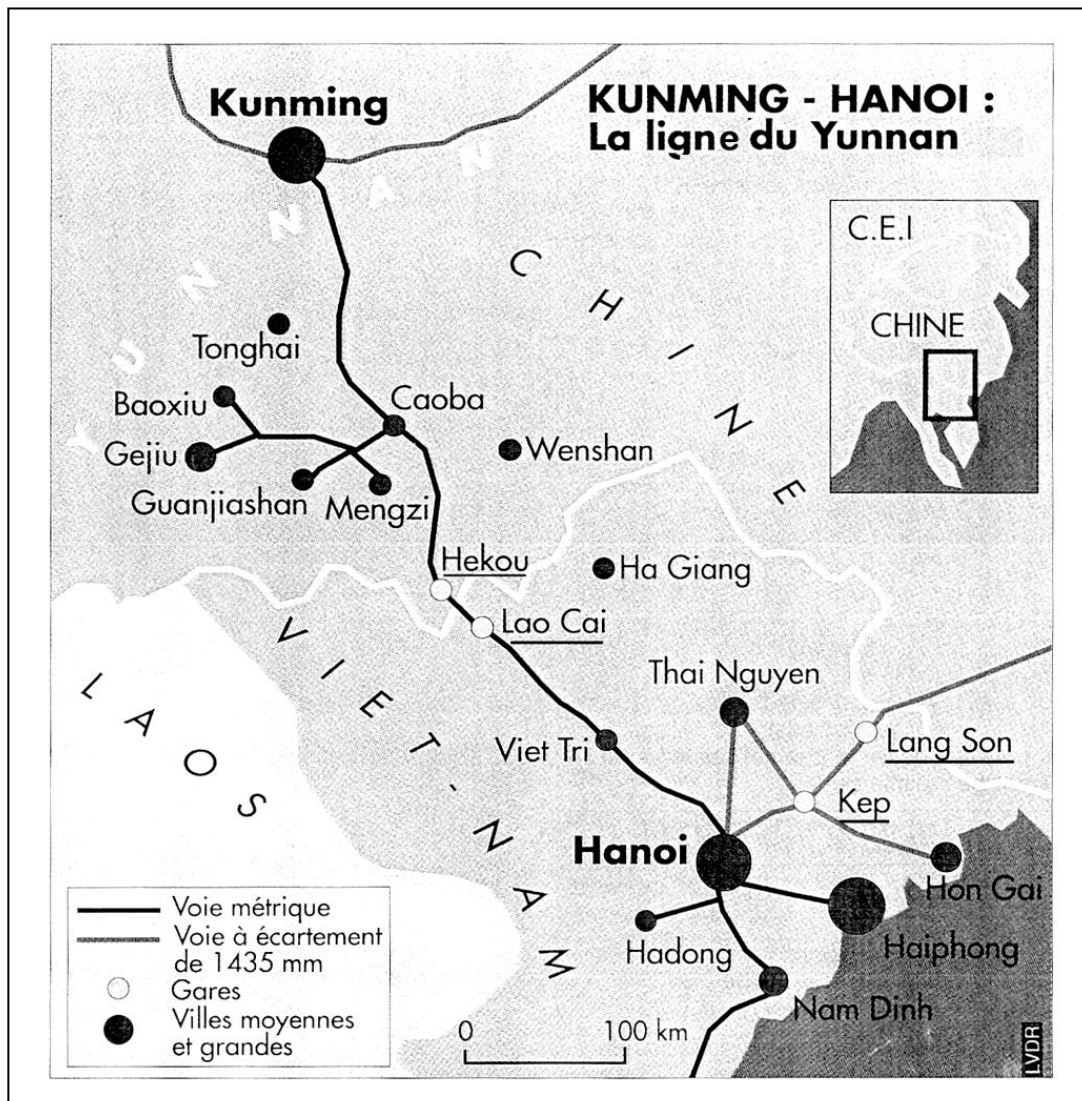 Kunming
KUNMING - HANOI :
La ligne du Yunnan
YUNNAN
CHINE
C.E.I
CHINE
Tonghai
Baoxiu
Caoba
Gejiu
Wenshan
Guanjiashan
Mengzi
Hekou
Ha Giang
Lao Cai
VIET-NAM
LAOS
Thai Nguyen
Viet Tri
Lang Son
Kep
Hanoi
Hon Gai
Hadong
Haiphong
Nam Dinh
Voie métrique
Voie à écartement
de 1435 mm
Gares
Villes moyennes
et grandes
0 100 km
LVDR